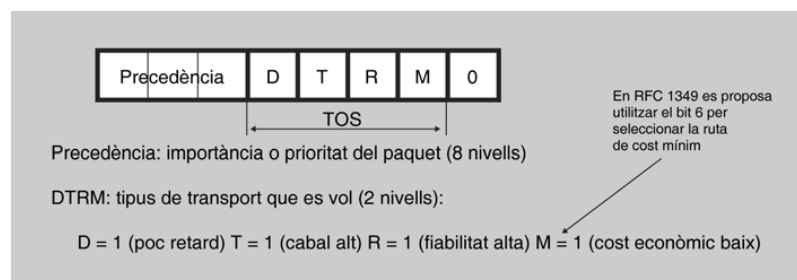 Precedència D T R M 0
TOS
En RFC 1349 es proposa
utilitzar el bit 6 per
seleccionar la ruta
de cost mínim
Precedència: importància o prioritat del paquet (8 nivells)
DTRM: tipus de transport que es vol (2 nivells):
D = 1 (poc retard) T = 1 (cabal alt) R = 1 (fiabilitat alta) M = 1 (cost econòmic baix)